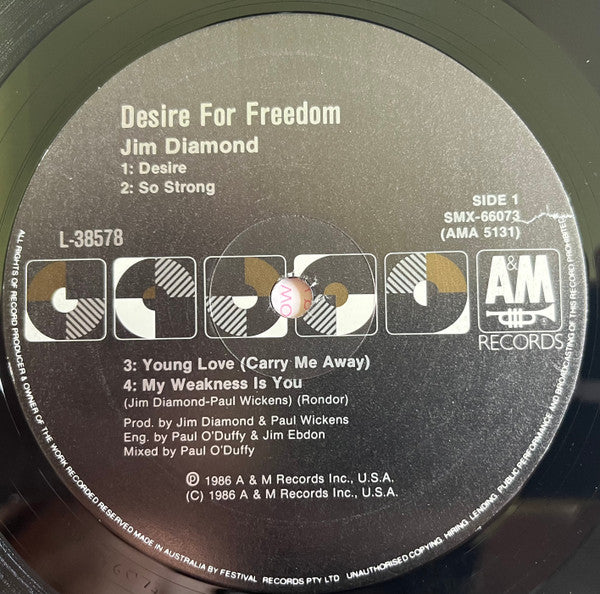 Desire For Freedom
Jim Diamond
1: Desire
2: So Strong
SIDE 1
SMX-66073
(AMA 5131)
L-38578
A&M
RECORDS
3: Young Love (Carry Me Away)
4: My Weakness Is You
(Jim Diamond-Paul Wickens) (Rondor)
Prod. by Jim Diamond & Paul Wickens
Eng. by Paul O'Duffy & Jim Ebdon
Mixed by Paul O'Duffy
℗ 1986 A & M Records Inc., U.S.A.
(C) 1986 A & M Records Inc., U.S.A.
ALL RIGHTS OF RECORD PRODUCER & OWNER OF THE WORK RECORDED RESERVED MADE IN AUSTRALIA BY FESTIVAL RECORDS PTY LTD UNAUTHORISED COPYING, HIRING, LENDING, PUBLIC PERFORMANCE AND BROADCASTING OF THIS RECORD PROHIBITED